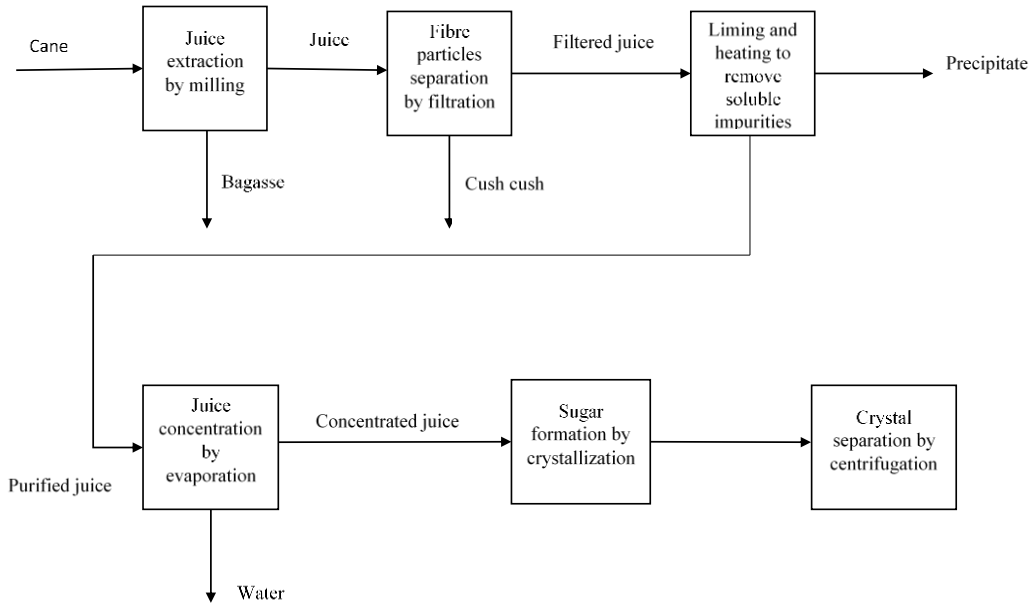 Cane
Juice
extraction
by milling
Juice
Fibre
particles
separation
by filtration
Filtered juice
Liming and
heating to
remove
soluble
impurities
Precipitate
Bagasse
Cush cush
Purified juice
Juice
concentration
by
evaporation
Concentrated juice
Sugar
formation by
crystallization
Crystal
separation by
centrifugation
Water